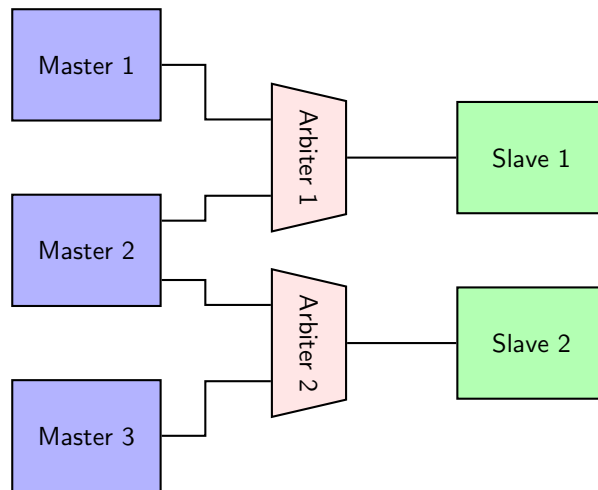 Master 1
Arbiter 1
Slave 1
Master 2
Arbiter 2
Slave 2
Master 3